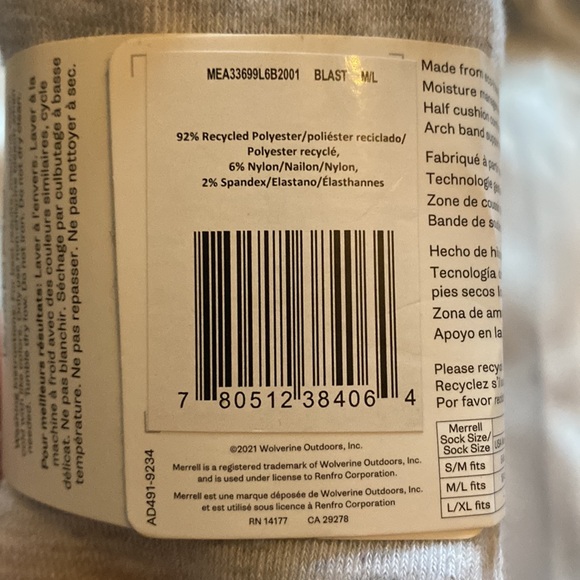 MEA33699L6B2001 BLAST M/L
92% Recycled Polyester/poliéster reciclado/
Polyester recyclé,
6% Nylon/Nailon/Nylon,
2% Spandex/Elastano/Élasthannes
7 80512 38406 4
©2021 Wolverine Outdoors, Inc.
Merrell is a registered trademark of Wolverine Outdoors, Inc.
and is used under license to Renfro Corporation.
Merrell est une marque déposée de Wolverine Outdoors, Inc.
et est utilisé sous licence à Renfro Corporation
RN 14177 CA 29278
AD491-9234
Pour meilleurs résultats: Laver à l'envers. Laver à la
machine à froid avec des couleurs similaires, cycle
délicat. Ne pas blanchir. Séchage par culbutage à basse
température. Ne pas repasser. Ne pas nettoyer à sec.
Made from
Moisture
Half cushion
Arch band
Fabriqué à
Technologie
Zone de
Bande de
Hecho de
Tecnología
pies secos
Zona de
Apoyo en la
Please
Recyclez
Por favor
Merrell
Sock Size/
Sock Size
S/M fits
M/L fits
L/XL fits